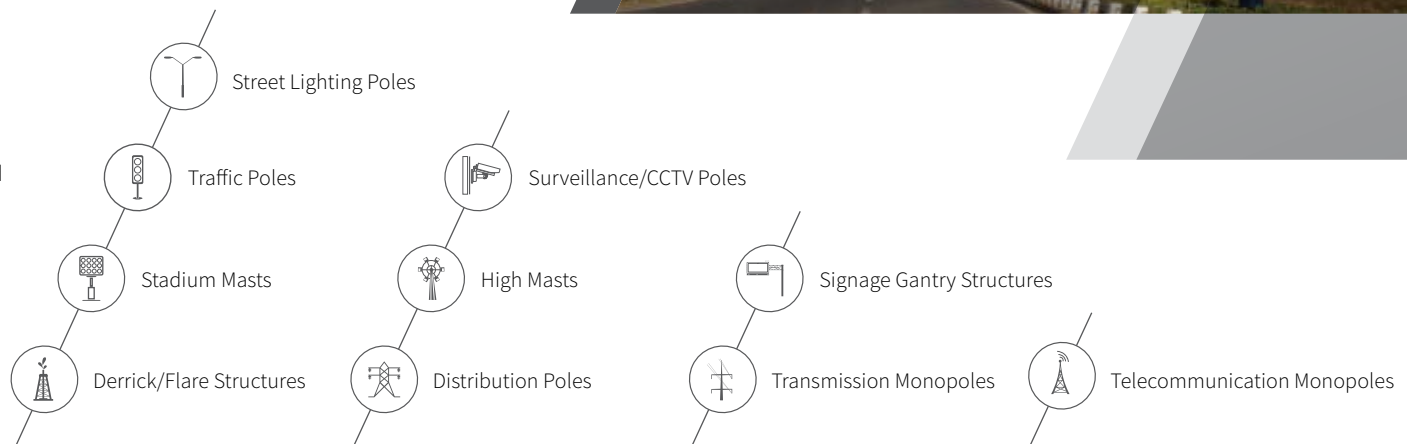 Street Lighting Poles
Traffic Poles
Surveillance/CCTV Poles
Stadium Masts
High Masts
Signage Gantry Structures
Derrick/Flare Structures
Distribution Poles
Transmission Monopoles
Telecommunication Monopoles